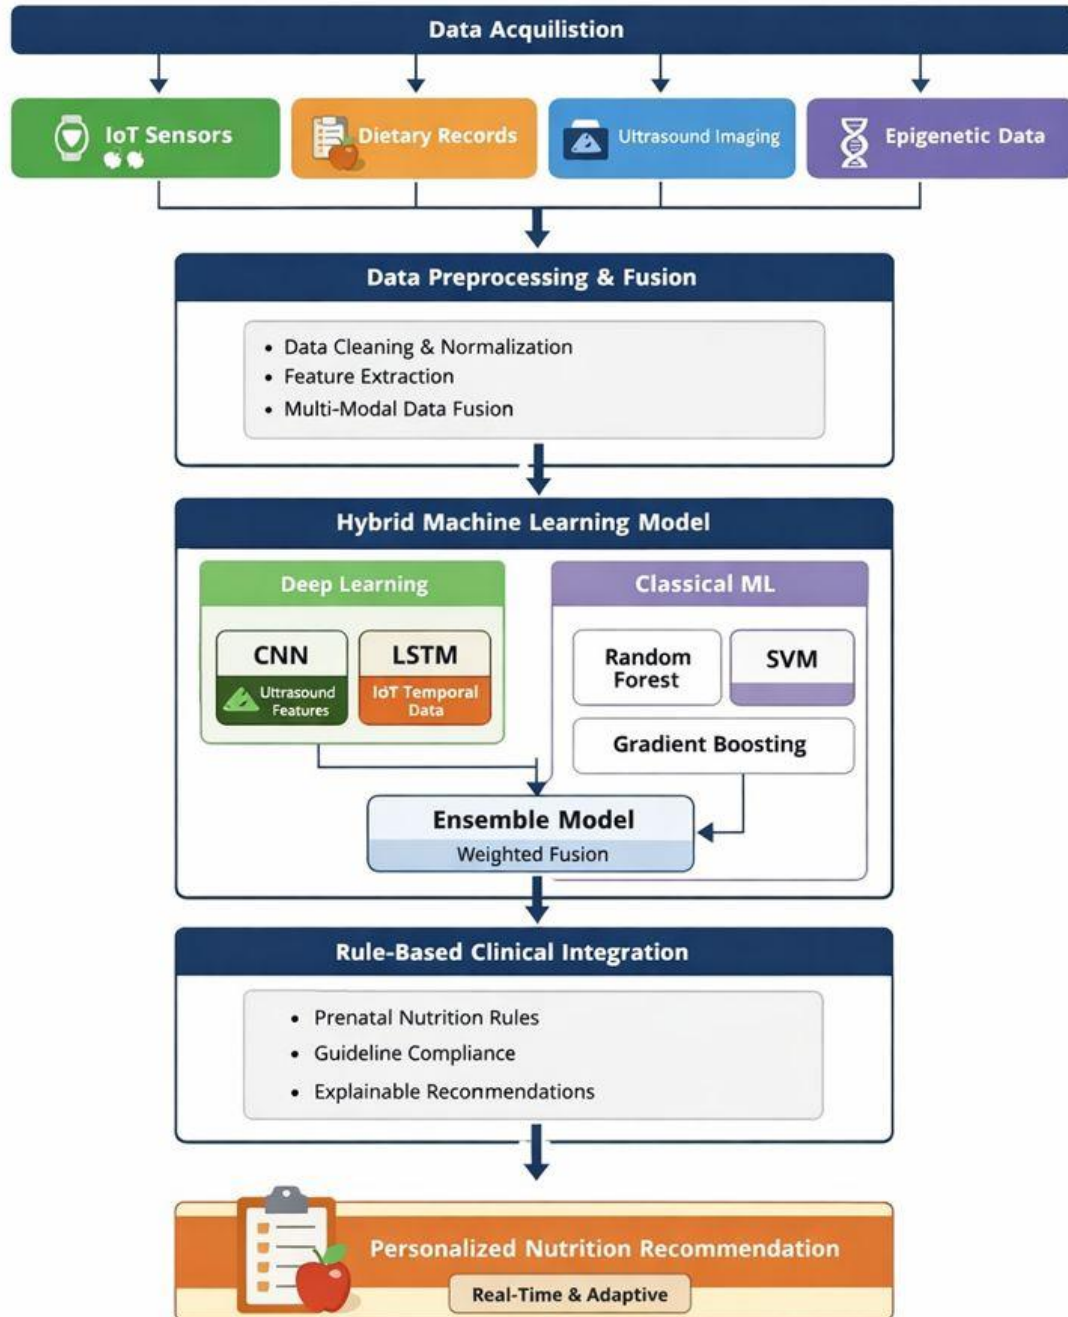 Data Acquilistion
IoT Sensors
Dietary Records
Ultrasound Imaging
Epigenetic Data
Data Preprocessing & Fusion
• Data Cleaning & Normalization
• Feature Extraction
• Multi-Modal Data Fusion
Hybrid Machine Learning Model
Deep Learning
CNN
Uttrasound
Features
LSTM
IoT Temporal
Data
Classical ML
Random
Forest
SVM
Gradient Boosting
Ensemble Model
Weighted Fusion
Rule-Based Clinical Integration
• Prenatal Nutrition Rules
• Guideline Compliance
• Explainable Recommendations
Personalized Nutrition Recommendation
Real-Time & Adaptive